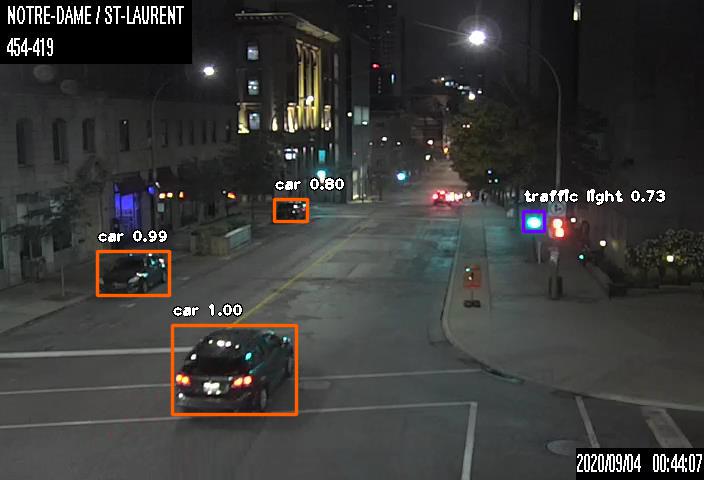 NOTRE-DAME / ST-LAURENT
454-419
car 0.80
traffic light 0.73
car 0.99
car 1.00
2020/09/04 00:44:07